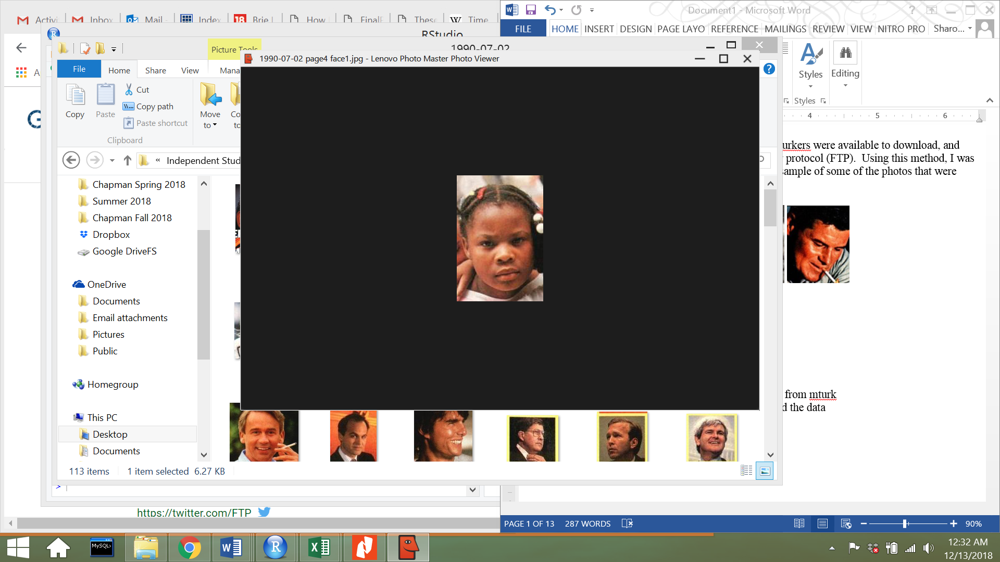 Activi
Inbox
Mail
Index
18
Brie L
How
FinalF
These
W
Time
RStudio
1990-07-02
Picture Tools
File
Home
Share
View
Mana
Copy
Paste
Cut
Copy path
Paste shortcut
Clipboard
Move
to
Co
to
« Independent Stud
Chapman Spring 2018
Summer 2018
Chapman Fall 2018
Dropbox
Google DriveFS
OneDrive
Documents
Email attachments
Pictures
Public
Homegroup
This PC
Desktop
Documents
113 items
1 item selected 6.27 KB
1990-07-02 page4 face1.jpg - Lenovo Photo Master Photo Viewer
>
https://twitter.com/FTP
Document1 - Microsoft Word
FILE
HOME
INSERT
DESIGN
PAGE LAYO
REFERENCE
MAILINGS
REVIEW
VIEW
NITRO PRO
Sharo...
Styles
Editing
Styles
4
5
6
urkers were available to download, and
protocol (FTP). Using this method, I was
sample of some of the photos that were
from mturk
d the data
PAGE 1 OF 13
287 WORDS
90%
MySQL>
12:32 AM
12/13/2018